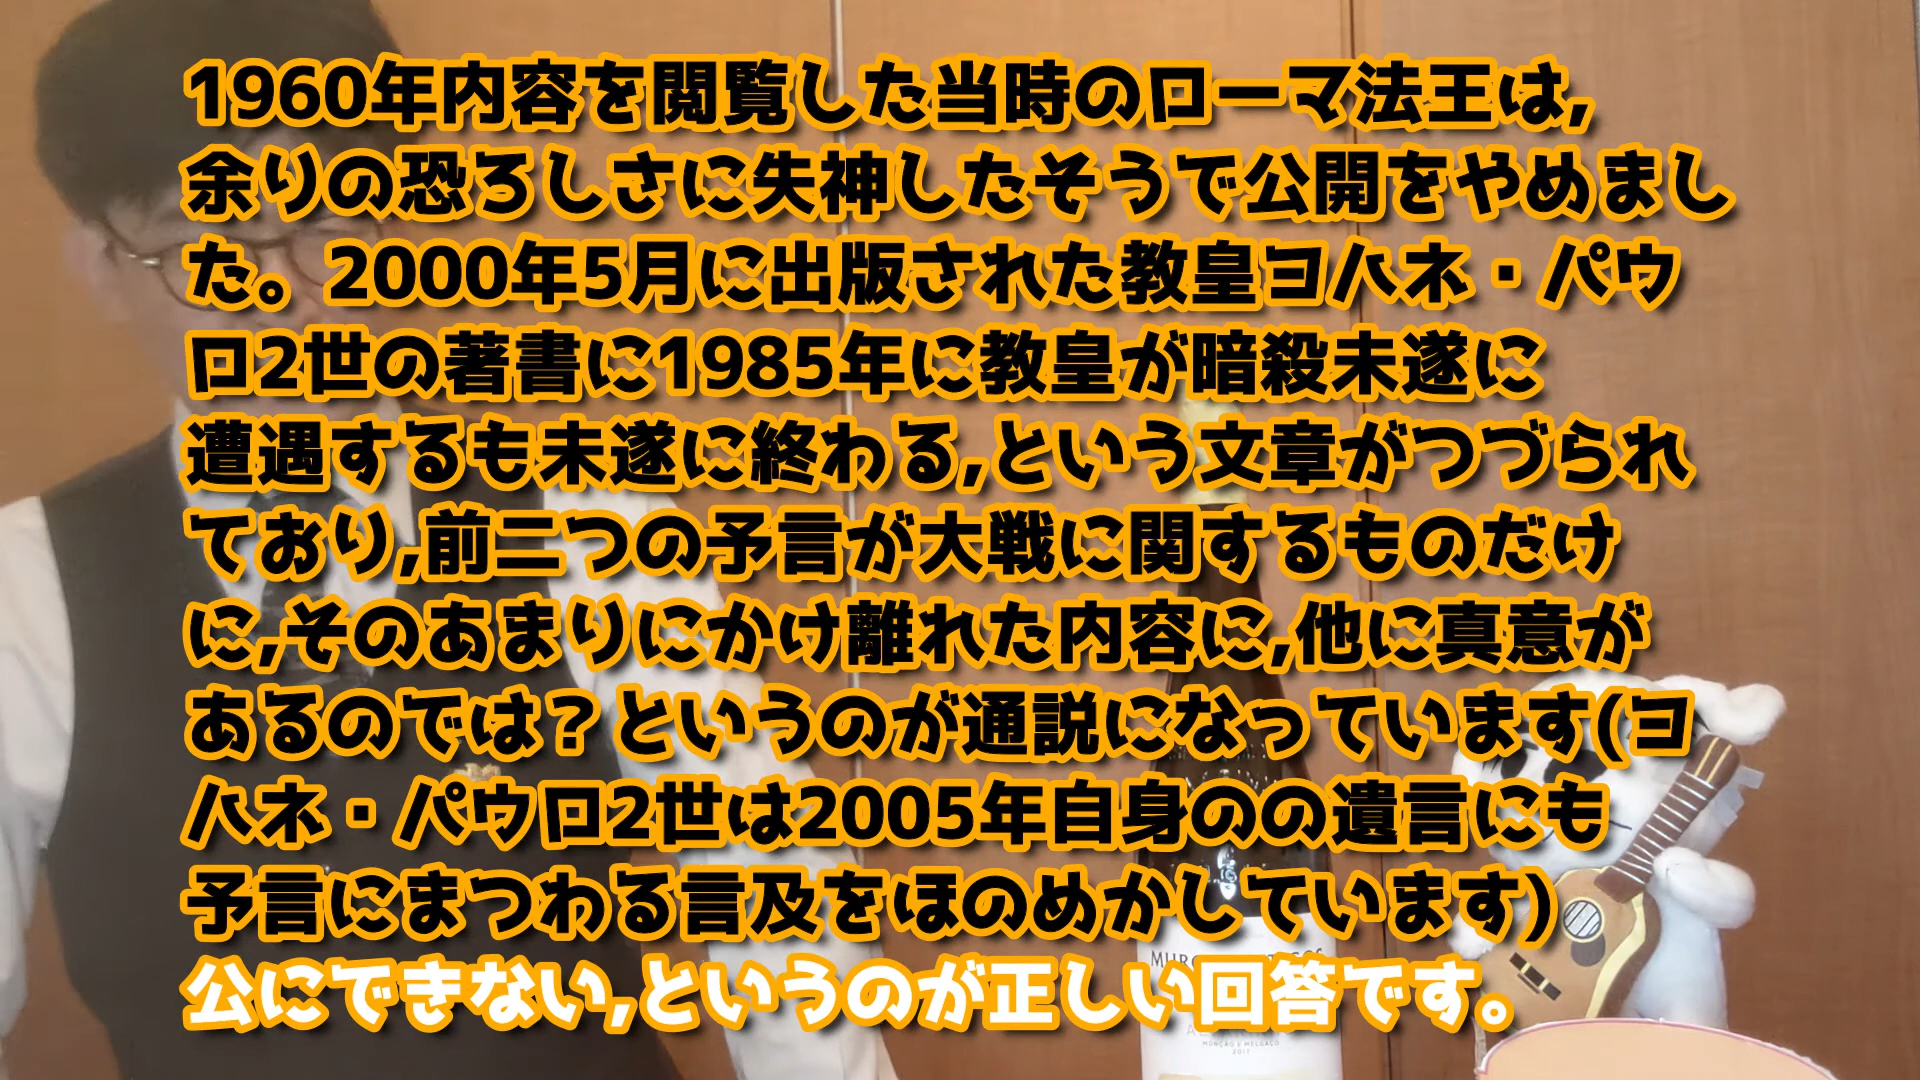 1960年内容を閲覧した当時のローマ法王は,
余りの恐ろしさに失神したそうで公開をやめまし
た。2000年5月に出版された教皇ヨハネ・パウ
ロ2世の著書に1985年に教皇が暗殺未遂に
遭遇するも未遂に終わる,という文章がつづられ
ており,前二つの予言が大戦に関するものだけ
に,そのあまりにかけ離れた内容に,他に真意が
あるのでは？というのが通説になっています(ヨ
ハネ・パウロ2世は2005年自身のの遺言にも
予言にまつわる言及をほのめかしています)
公にできない,というのが正しい回答です。
MONÇÃO E MELGAÇO
2017